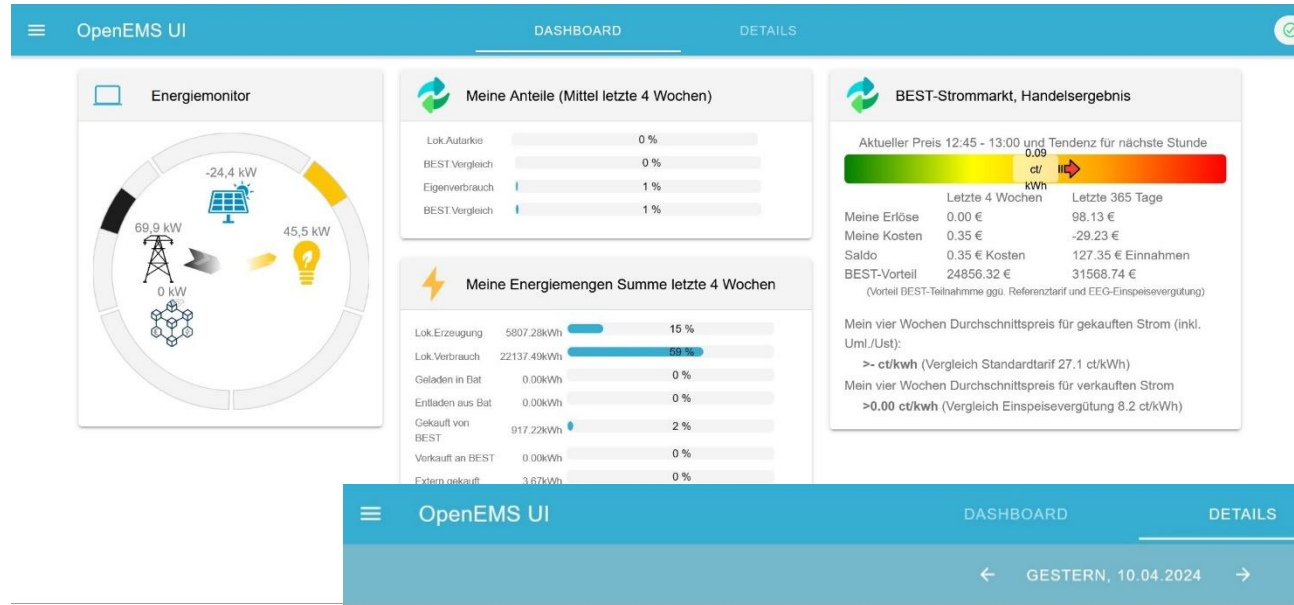 OpenEMS UI
DASHBOARD
DETAILS
Energiemonitor
-24,4 kW
69,9 kW
45,5 kW
0 kW
Meine Anteile (Mittel letzte 4 Wochen)
Lok.Autarkie 0 %
BEST.Vergleich 0 %
Eigenverbrauch 1 %
BEST.Vergleich 1 %
Meine Energiemengen Summe letzte 4 Wochen
Lok.Erzeugung 5807.28kWh 15 %
Lok.Verbrauch 22137.49kWh 59 %
Geladen in Bat 0.00kWh 0 %
Entladen aus Bat 0.00kWh 0 %
Gekauft von
BEST 917.22kWh 2 %
Verkauft an BEST 0.00kWh 0 %
Extern gekauft 3.67kWh 0 %
BEST-Strommarkt, Handelsergebnis
Aktueller Preis 12:45 - 13:00 und Tendenz für nächste Stunde
0.09
ct/
kWh
Letzte 4 Wochen Letzte 365 Tage
Meine Erlöse 0.00 € 98.13 €
Meine Kosten 0.35 € -29.23 €
Saldo 0.35 € Kosten 127.35 € Einnahmen
BEST-Vorteil 24856.32 € 31568.74 €
(Vorteil BEST-Teilnahmme ggü. Referenztarif und EEG-Einspeisevergütung)
Mein vier Wochen Durchschnittspreis für gekauften Strom (inkl.
Uml./Ust):
>- ct/kwh (Vergleich Standardtarif 27.1 ct/kWh)
Mein vier Wochen Durchschnittspreis für verkauften Strom
>0.00 ct/kwh (Vergleich Einspeisevergütung 8.2 ct/kWh)
OpenEMS UI
DASHBOARD
DETAILS
GESTERN, 10.04.2024